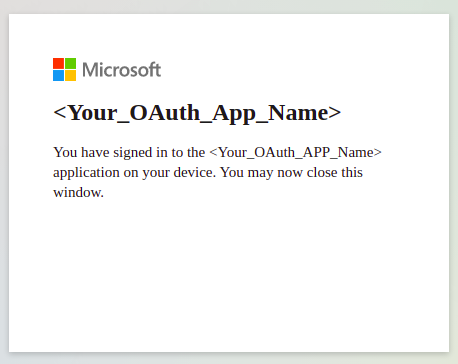 Microsoft
<Your_OAuth_App_Name>
You have signed in to the <Your_OAuth_APP_Name>
application on your device. You may now close this
window.